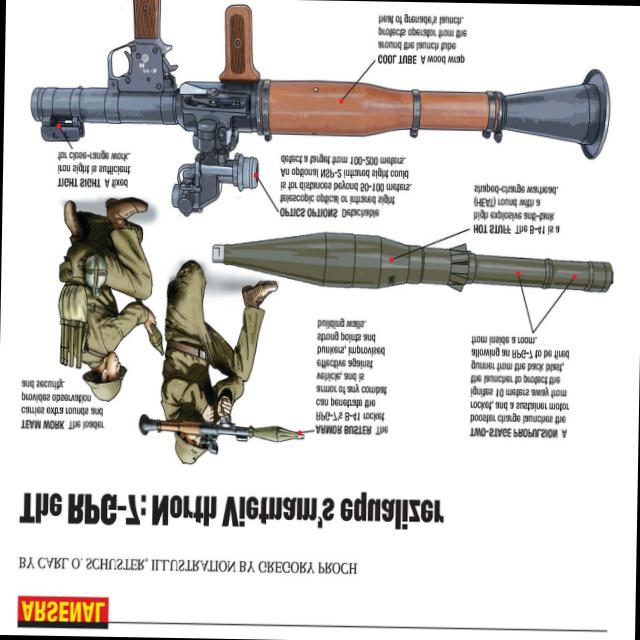 ARSENAL
BY CARL O. SCHUSTER, ILLUSTRATION BY GREGORY PROCH
The RPG-7: North Vietnam's equalizer
TEAM WORK The loader
carries extra rounds and
provides observation
and security.
ARMOR BUSTER The
RPG-7's B-41 rocket
can penetrate the
armor of any combat
vehicle, and is
effective against
bunkers, improvised
strong points and
building walls.
TWO-STAGE PROPULSION A
booster charge launches the
rocket, and a sustainer motor
ignites 10 meters away from
the launcher to protect the
gunner from the back blast,
allowing an RPG-7 to be fired
from inside a room.
HOT STUFF The B-41 is a
high explosive anti-tank
(HEAT) round with a
shaped-charge warhead.
OPTICS OPTIONS Detachable
telescopic optical or infrared sight
is for distances beyond 50-100 meters.
An optional NSP-2 infrared sight could
detect a target from 100-200 meters.
TIGHT SIGHT A fixed
iron sight is sufficient
for close-range work.
COOL TUBE A wood wrap
around the launch tube
protects operator from the
heat of grenade's launch.